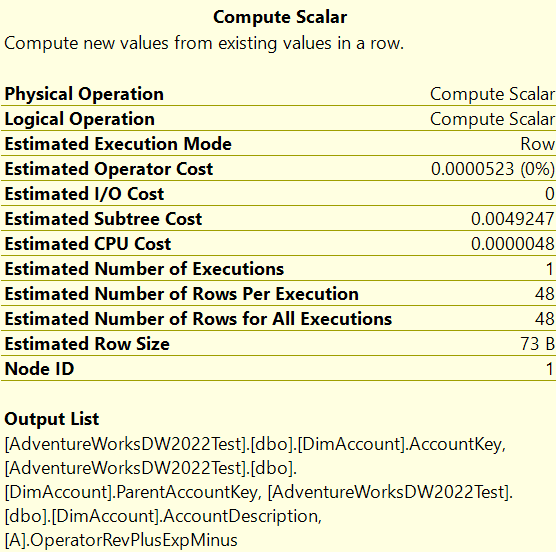 Compute Scalar
Compute new values from existing values in a row.
Physical Operation Compute Scalar
Logical Operation Compute Scalar
Estimated Execution Mode Row
Estimated Operator Cost 0.0000523 (0%)
Estimated I/O Cost 0
Estimated Subtree Cost 0.0049247
Estimated CPU Cost 0.0000048
Estimated Number of Executions 1
Estimated Number of Rows Per Execution 48
Estimated Number of Rows for All Executions 48
Estimated Row Size 73 B
Node ID 1
Output List
[AdventureWorksDW2022Test].[dbo].[DimAccount].AccountKey,
[AdventureWorksDW2022Test].[dbo].
[DimAccount].ParentAccountKey, [AdventureWorksDW2022Test].
[dbo].[DimAccount].AccountDescription,
[A].OperatorRevPlusExpMinus